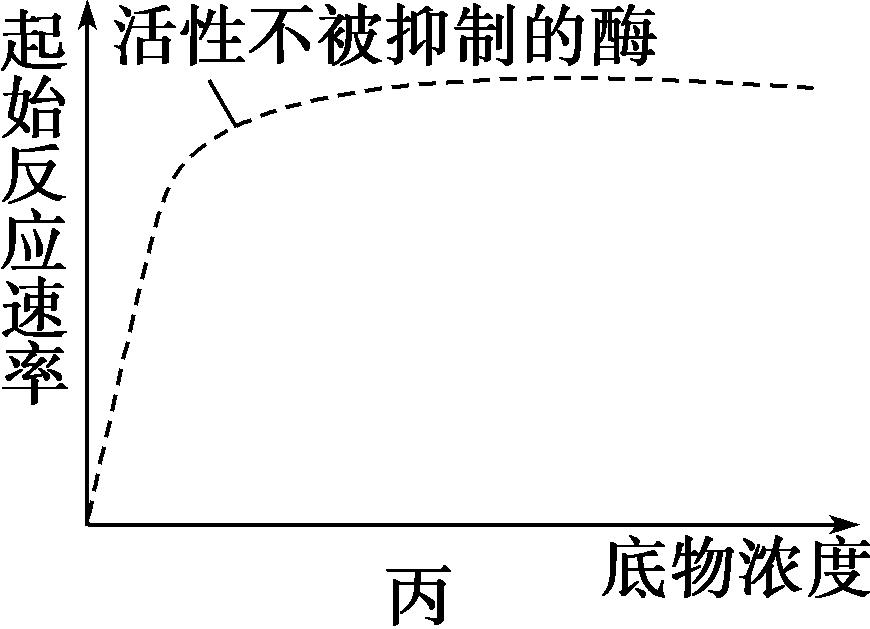 起始反应速率
活性不被抑制的酶
底物浓度
丙